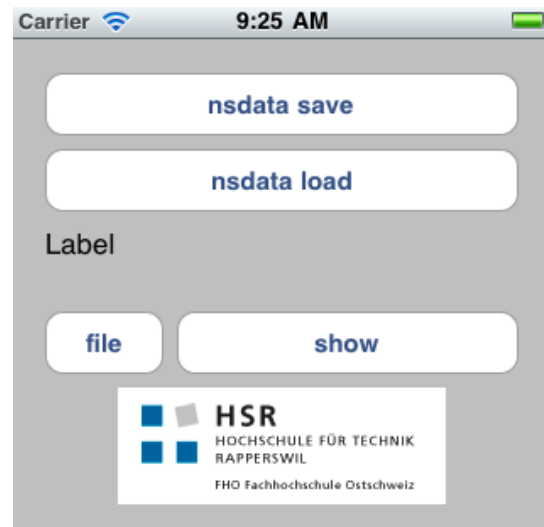 Carrier 9:25 AM
nsdata save
nsdata load
Label
file show
HSR
HOCHSCHULE FÜR TECHNIK
RAPPERSWIL
FHO Fachhochschule Ostschweiz